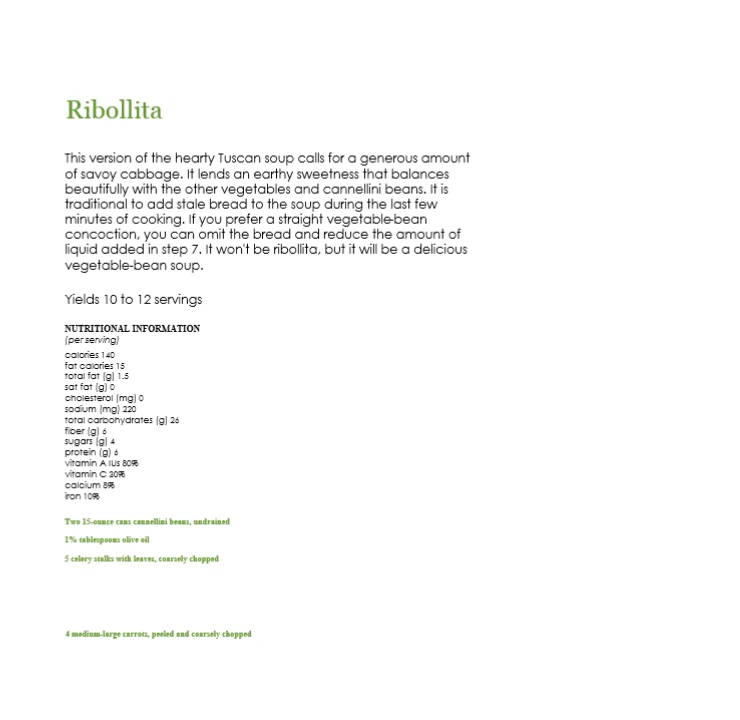 Ribollita
This version of the hearty Tuscan soup calls for a generous amount
of savoy cabbage. It lends an earthy sweetness that balances
beautifully with the other vegetables and cannellini beans. It is
traditional to add stale bread to the soup during the last few
minutes of cooking. If you prefer a straight vegetable-bean
concoction, you can omit the bread and reduce the amount of
liquid added in step 7. It won't be ribollita, but it will be a delicious
vegetable-bean soup.
Yields 10 to 12 servings
NUTRITIONAL INFORMATION
(per serving)
calories 140
fat calories 15
total fat (g) 1.5
sat fat (g) 0
cholesterol (mg) 0
sodium (mg) 220
total carbohydrates (g) 26
fiber (g) 6
sugars (g) 4
protein (g) 6
vitamin A IUs 80%
vitamin C 30%
calcium 8%
iron 10%
Two 15-ounce cans cannellini beans, undrained
1% tablespoons olive oil
5 celery stalks with leaves, coarsely chopped
4 medium-large carrots, peeled and coarsely chopped